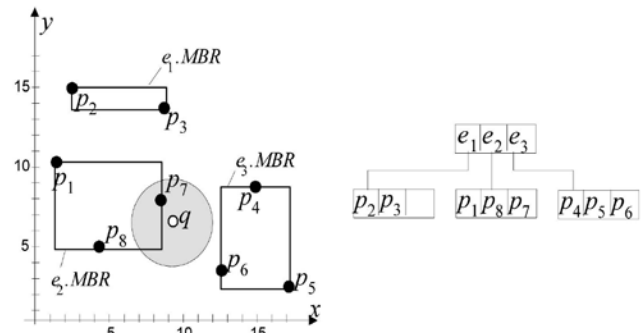 y
e1.MBR
15
p2
p3
e1 e2 e3
10
p1
e3.MBR
p7
p4
p2 p3
p1 p8 p7
p4 p5 p6
q
5
p8
p6
e2.MBR
p5
x
0
5
10
15